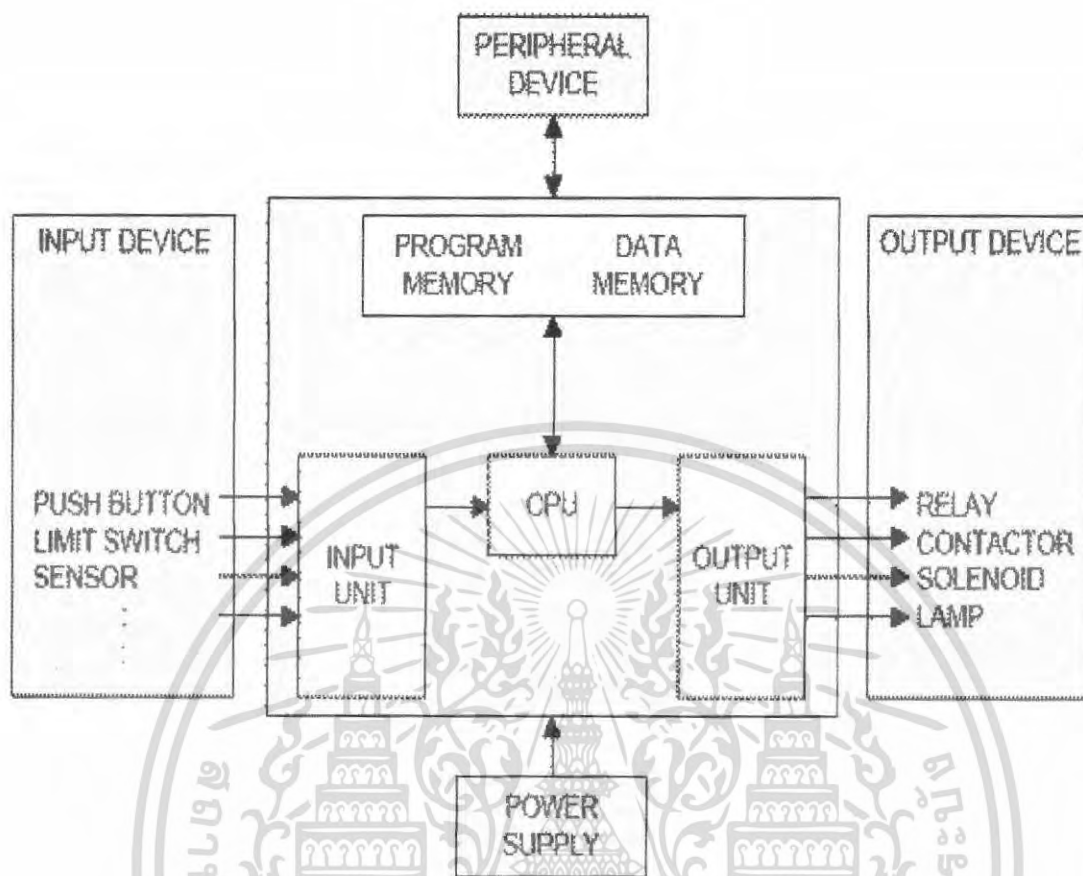 PERIPHERAL
DEVICE
INPUT DEVICE
PROGRAM
MEMORY
DATA
MEMORY
OUTPUT DEVICE
PUSH BUTTON
LIMIT SWITCH
SENSOR
INPUT
UNIT
CPU
OUTPUT
UNIT
RELAY
CONTACTOR
SOLENOID
LAMP
POWER
SUPPLY